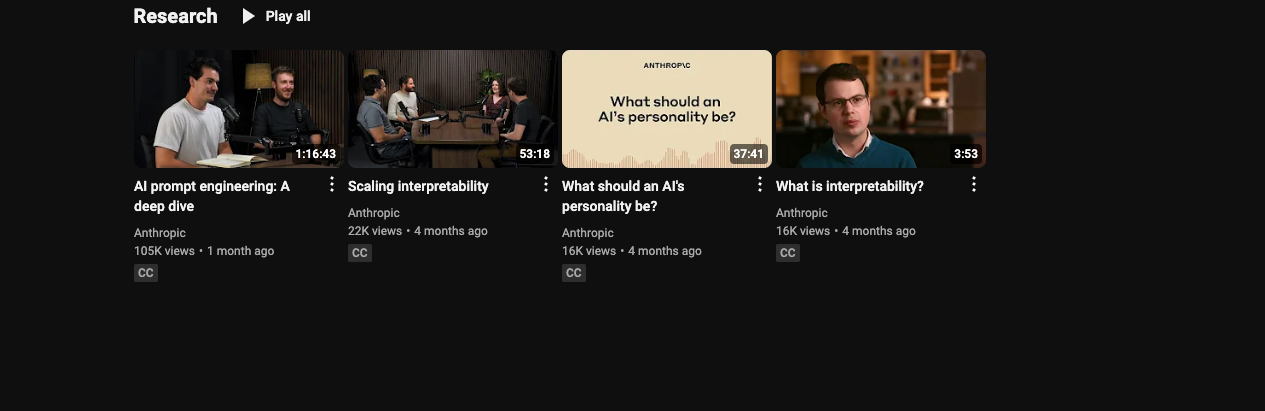 Research
Play all
1:16:43
53:18
ANTHROP\C
What should an
AI's personality be?
37:41
3:53
AI prompt engineering: A
deep dive
Anthropic
105K views • 1 month ago
CC
Scaling interpretability
Anthropic
22K views • 4 months ago
CC
What should an AI's
personality be?
Anthropic
16K views • 4 months ago
CC
What is interpretability?
Anthropic
16K views • 4 months ago
CC